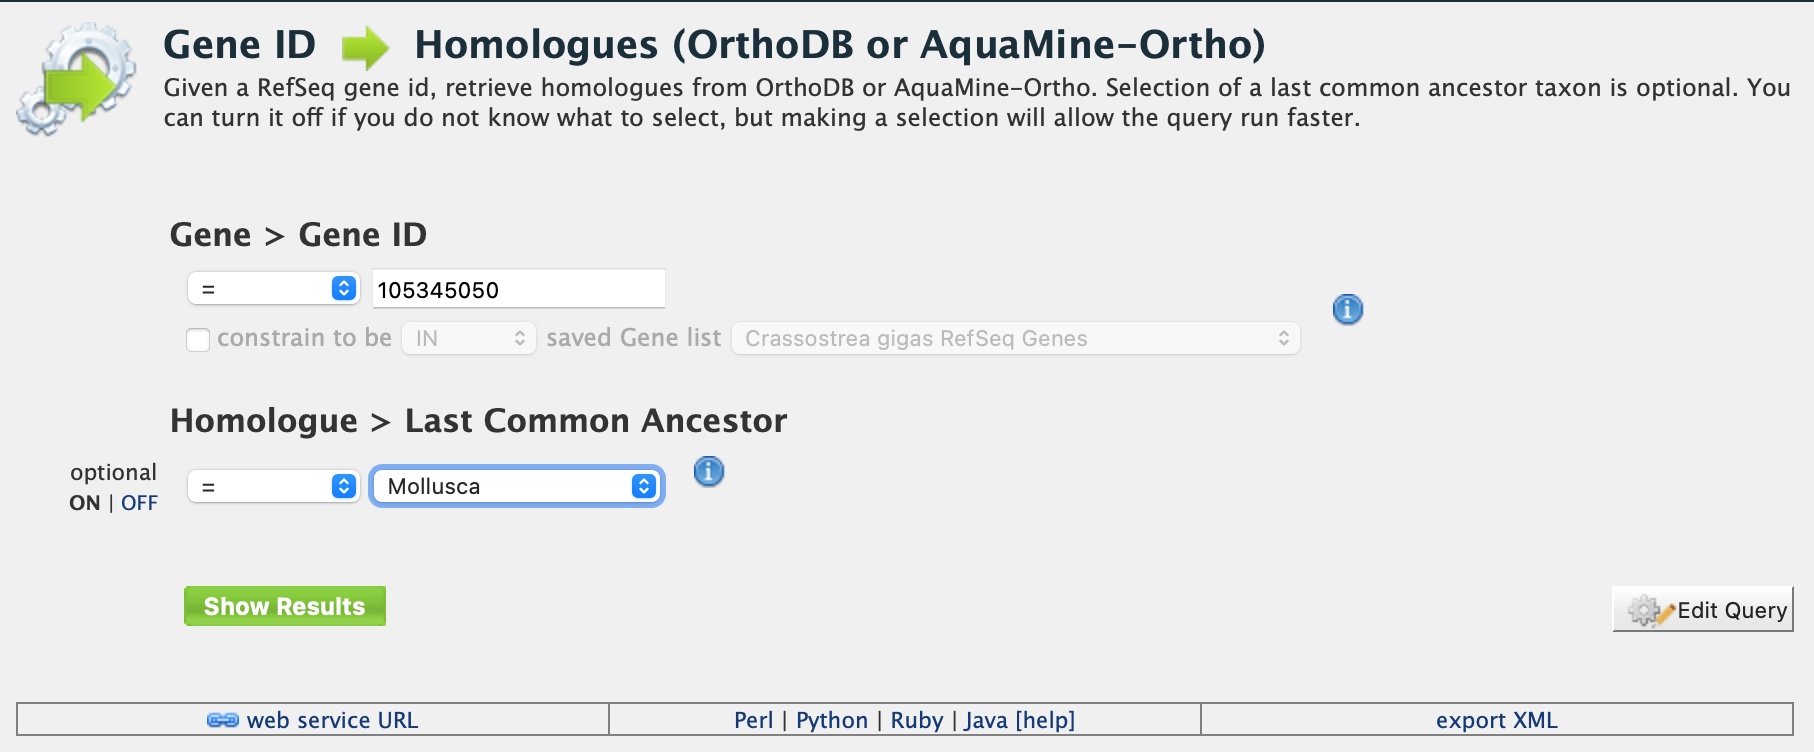 Gene ID Homologues (OrthoDB or AquaMine-Ortho)
Given a RefSeq gene id, retrieve homologues from OrthoDB or AquaMine-Ortho. Selection of a last common ancestor taxon is optional. You
can turn it off if you do not know what to select, but making a selection will allow the query run faster.
Gene > Gene ID
= 105345050
constrain to be IN saved Gene list Crassostrea gigas RefSeq Genes
Homologue > Last Common Ancestor
optional
= Mollusca
ON | OFF
Show Results
Edit Query
web service URL Perl | Python | Ruby | Java [help] export XML